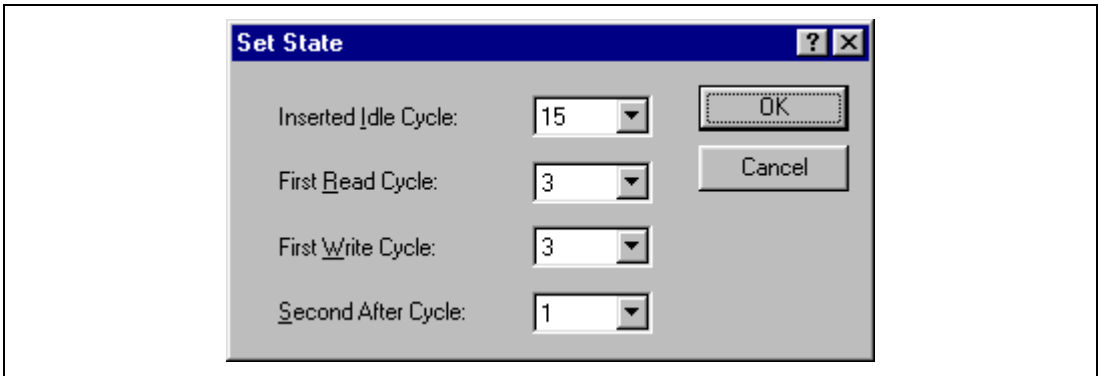 Set State
Inserted Idle Cycle: 15
OK
First Read Cycle: 3
Cancel
First Write Cycle: 3
Second After Cycle: 1